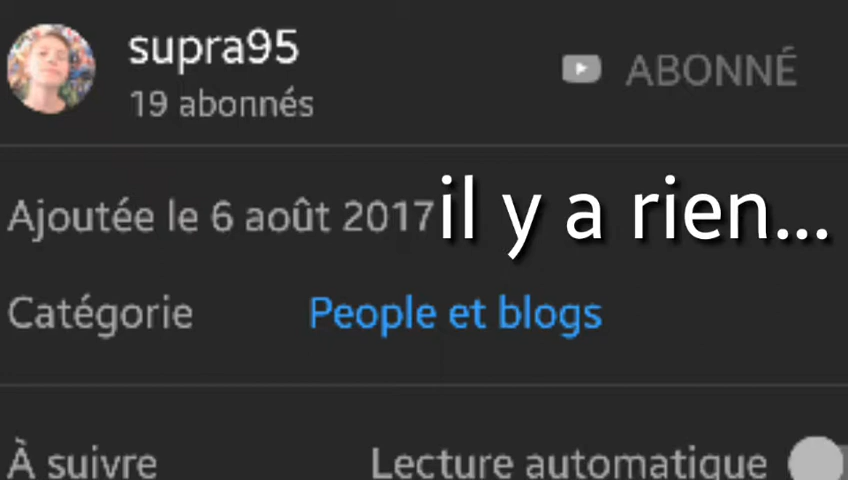 supra95
19 abonnés
ABONNÉ
Ajoutée le 6 août 2017
il y a rien...
Catégorie
People et blogs
À suivre
Lecture automatique